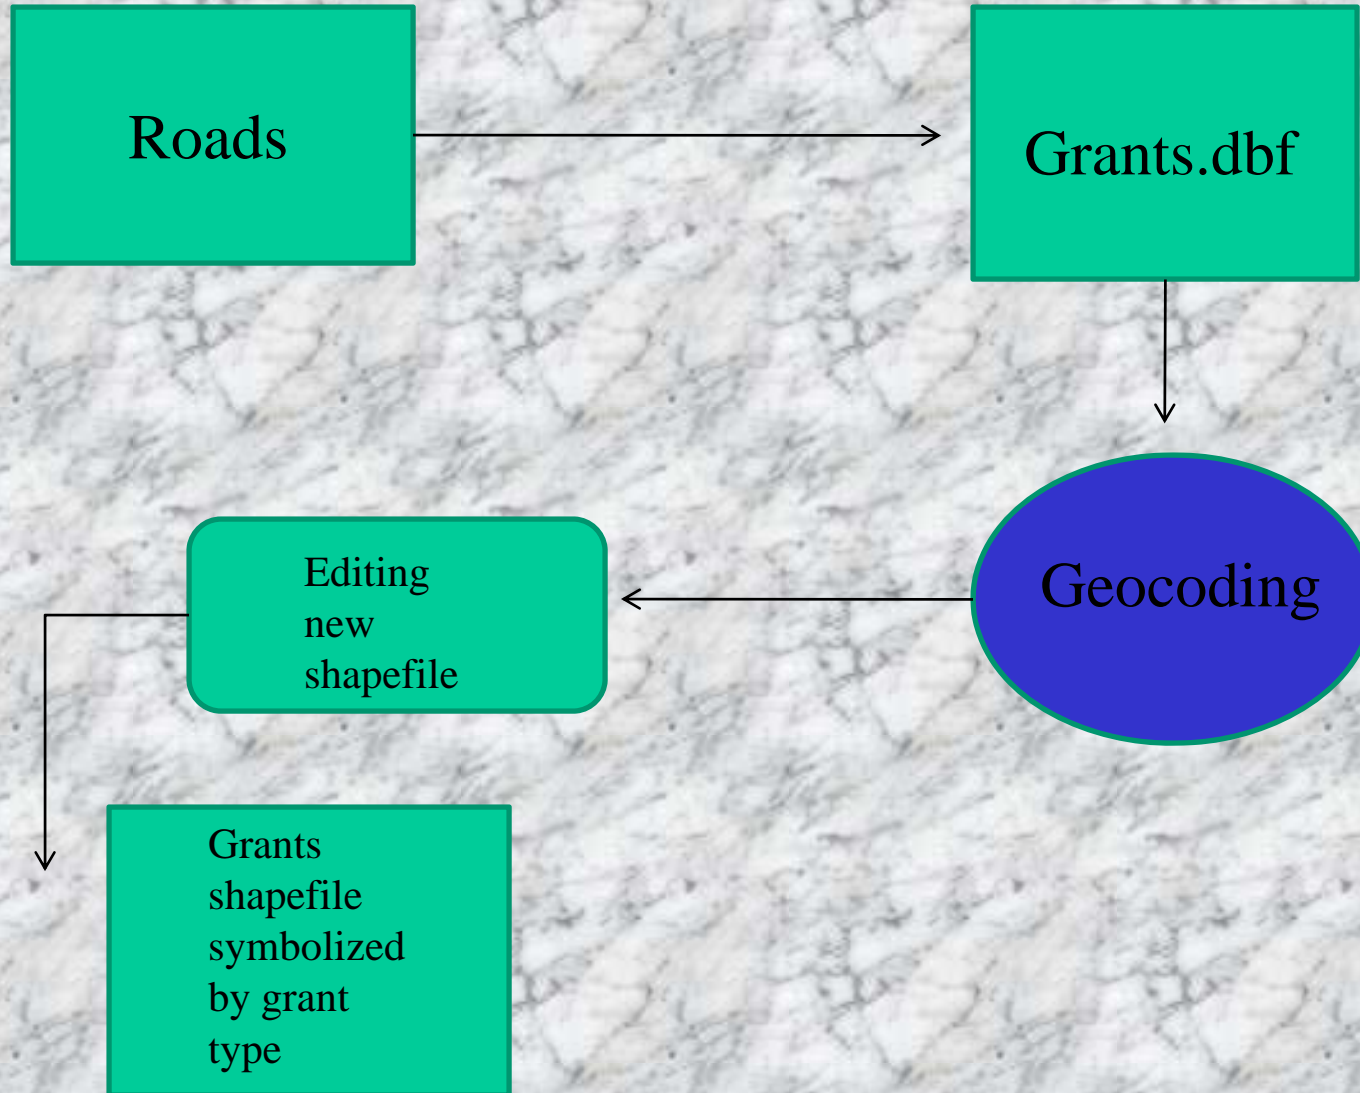 Roads
Grants.dbf
Geocoding
Editing
new
shapefile
Grants
shapefile
symbolized
by grant
type